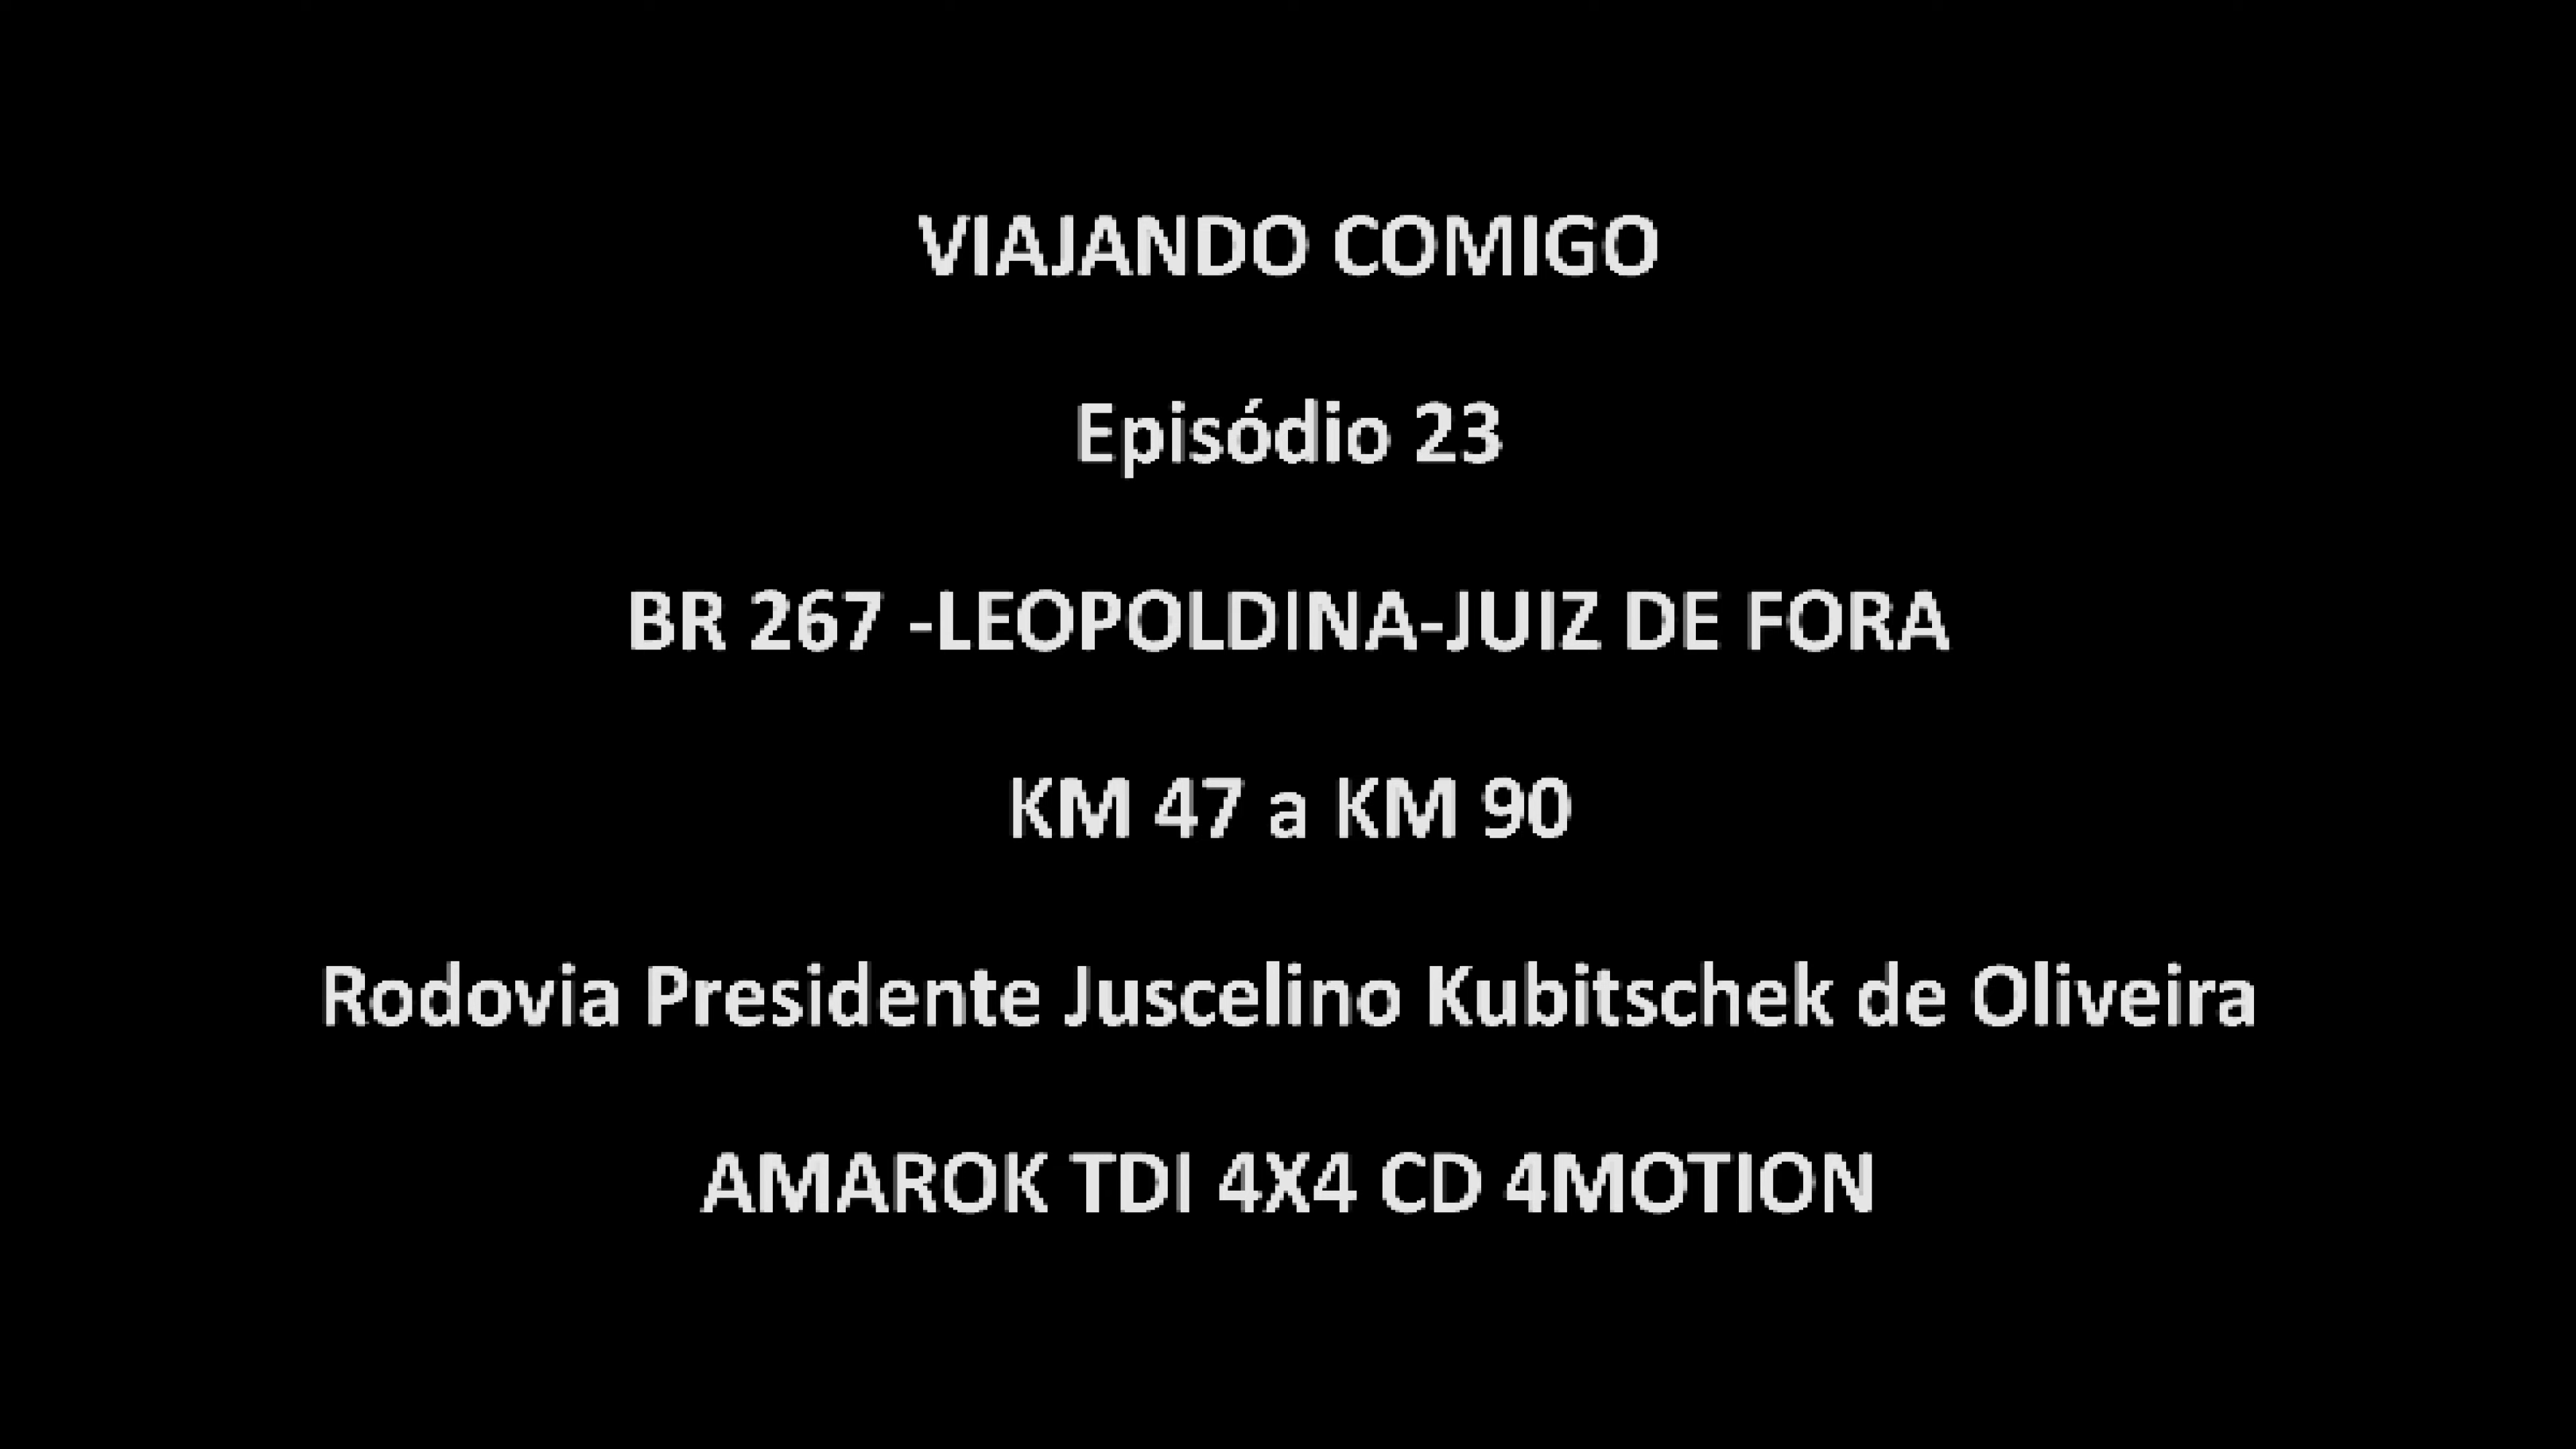 VIAJANDO COMIGO
Episódio 23
BR 267 -LEOPOLDINA-JUIZ DE FORA
KM 47 a KM 90
Rodovia Presidente Juscelino Kubitschek de Oliveira
AMAROK TDI 4X4 CD 4MOTION